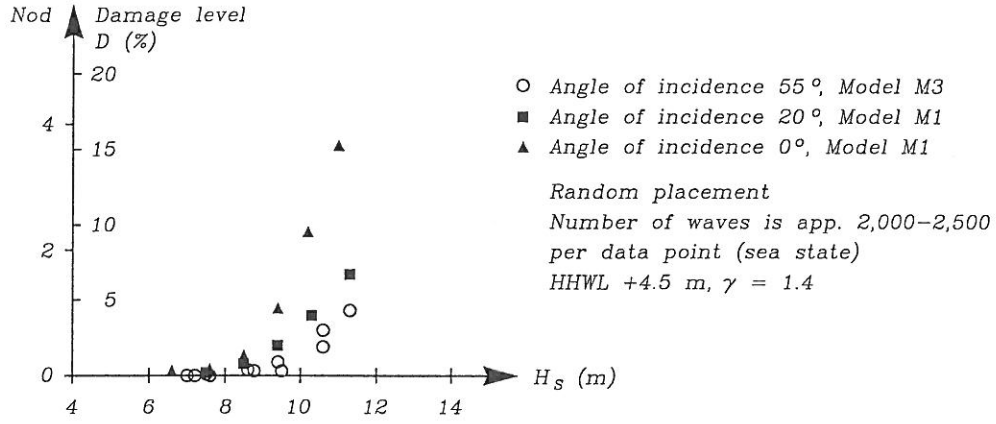 Nod Damage level
D (%)
20
4
15
10
2
5
0
4 6 8 10 12 14
H_s (m)
○ Angle of incidence 55°, Model M3
■ Angle of incidence 20°, Model M1
▲ Angle of incidence 0°, Model M1
Random placement
Number of waves is app. 2,000-2,500
per data point (sea state)
HHWL +4.5 m, γ = 1.4